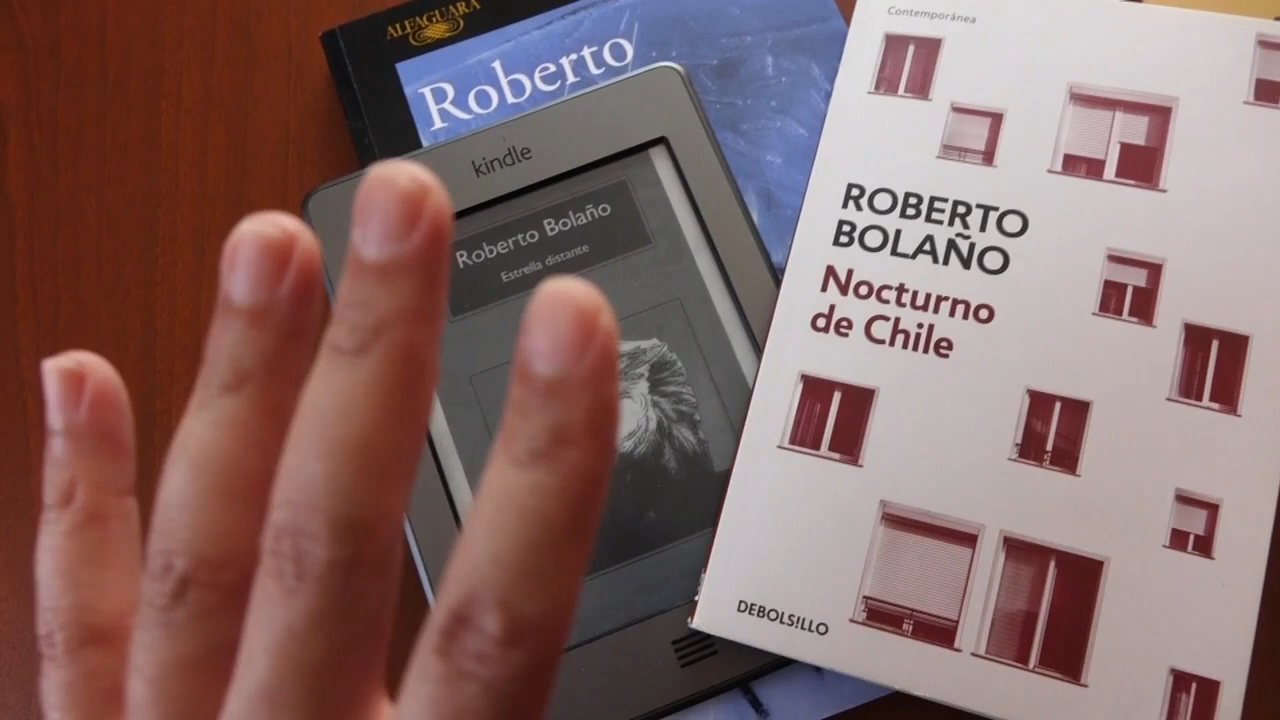 ALFAGUARA
Roberto
kindle
Roberto Bolaño
Estrella distante
Contemporánea
ROBERTO
BOLAÑO
Nocturno
de Chile
DEBOLS!LLO